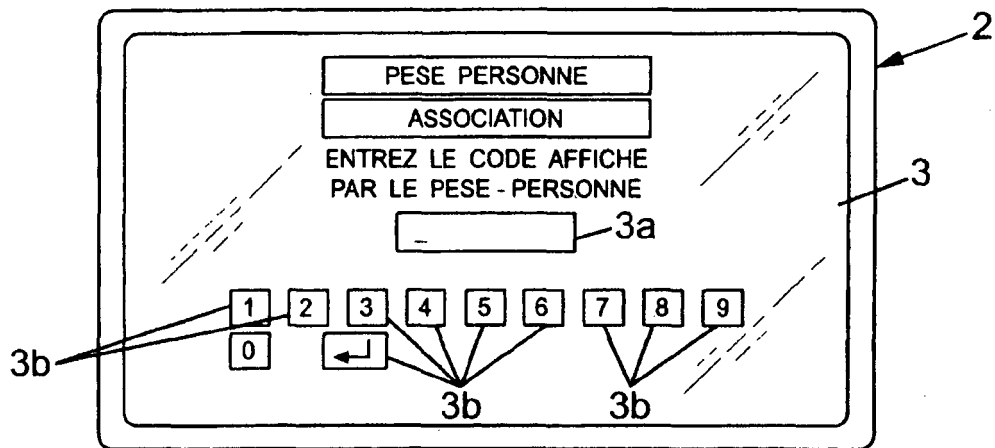 PESE PERSONNE
2
ASSOCIATION
ENTREZ LE CODE AFFICHE
PAR LE PESE - PERSONNE
3
_
3a
1 2 3 4 5 6 7 8 9
3b
0 ↵
3b 3b